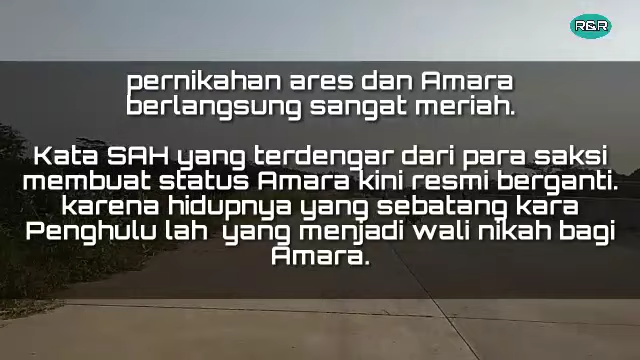 R&R
pernikahan ares dan Amara
berlangsung sangat meriah.
Kata SAH yang terdengar dari para saksi
membuat status Amara kini resmi berganti.
karena hidupnya yang sebatang kara
Penghulu lah yang menjadi wali nikah bagi
Amara.